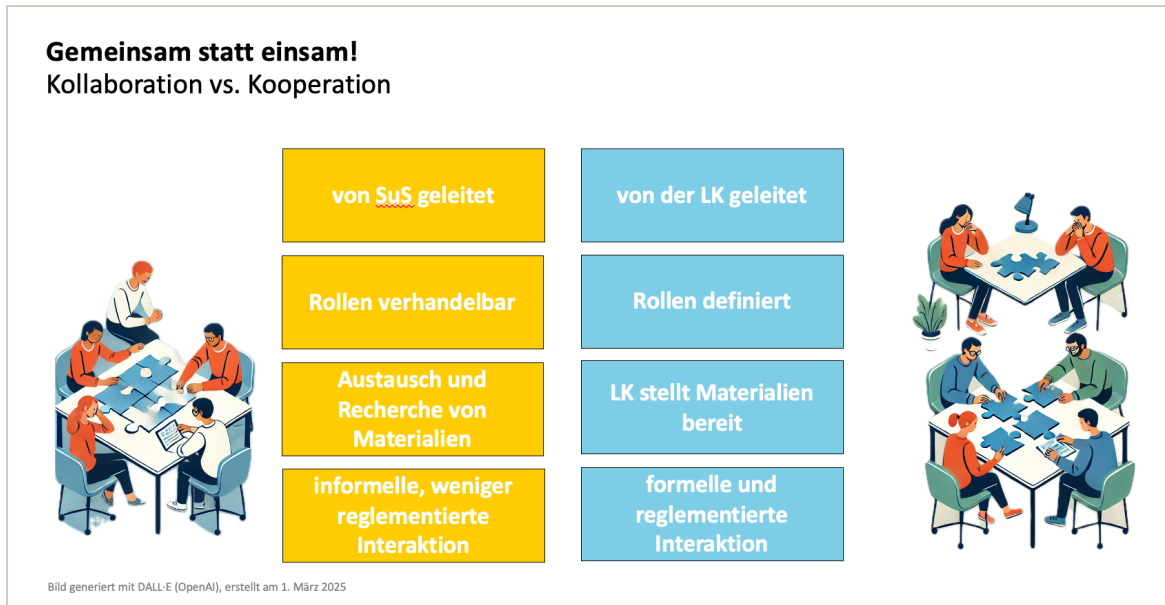 Gemeinsam statt einsam!
Kollaboration vs. Kooperation
von SuS geleitet
von der LK geleitet
Rollen verhandelbar
Rollen definiert
Austausch und
Recherche von
Materialien
LK stellt Materialien
bereit
informelle, weniger
reglementierte
Interaktion
formelle und
reglementierte
Interaktion
Bild generiert mit DALL·E (OpenAI), erstellt am 1. März 2025